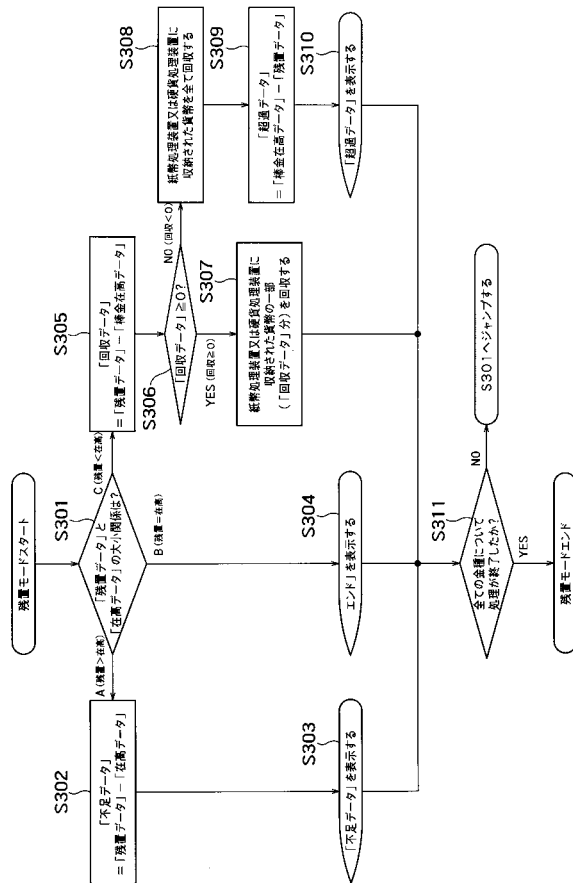 残置モードスタート
S301
「残置データ」と
「在高データ」の大小関係は?
A(残置>在高)
B(残置=在高)
C(残置<在高)
S302
「不足データ」
=「残置データ」-「在高データ」
S303
「不足データ」を表示する
S304
エンド」を表示する
S305
「回収データ」
=「残置データ」-「棒金在高データ」
S306
「回収データ」≧0?
YES(回収≧0)
NO(回収<0)
S307
紙幣処理装置又は硬貨処理装置に
収納された貨幣の一部
(「回収データ」分)を回収する
S308
紙幣処理装置又は硬貨処理装置に
収納された貨幣を全て回収する
S309
「超過データ」
=「棒金在高データ」-「残置データ」
S310
「超過データ」を表示する
S311
全ての金種について
処理が終了したか?
NO
S301へジャンプする
YES
残置モードエンド